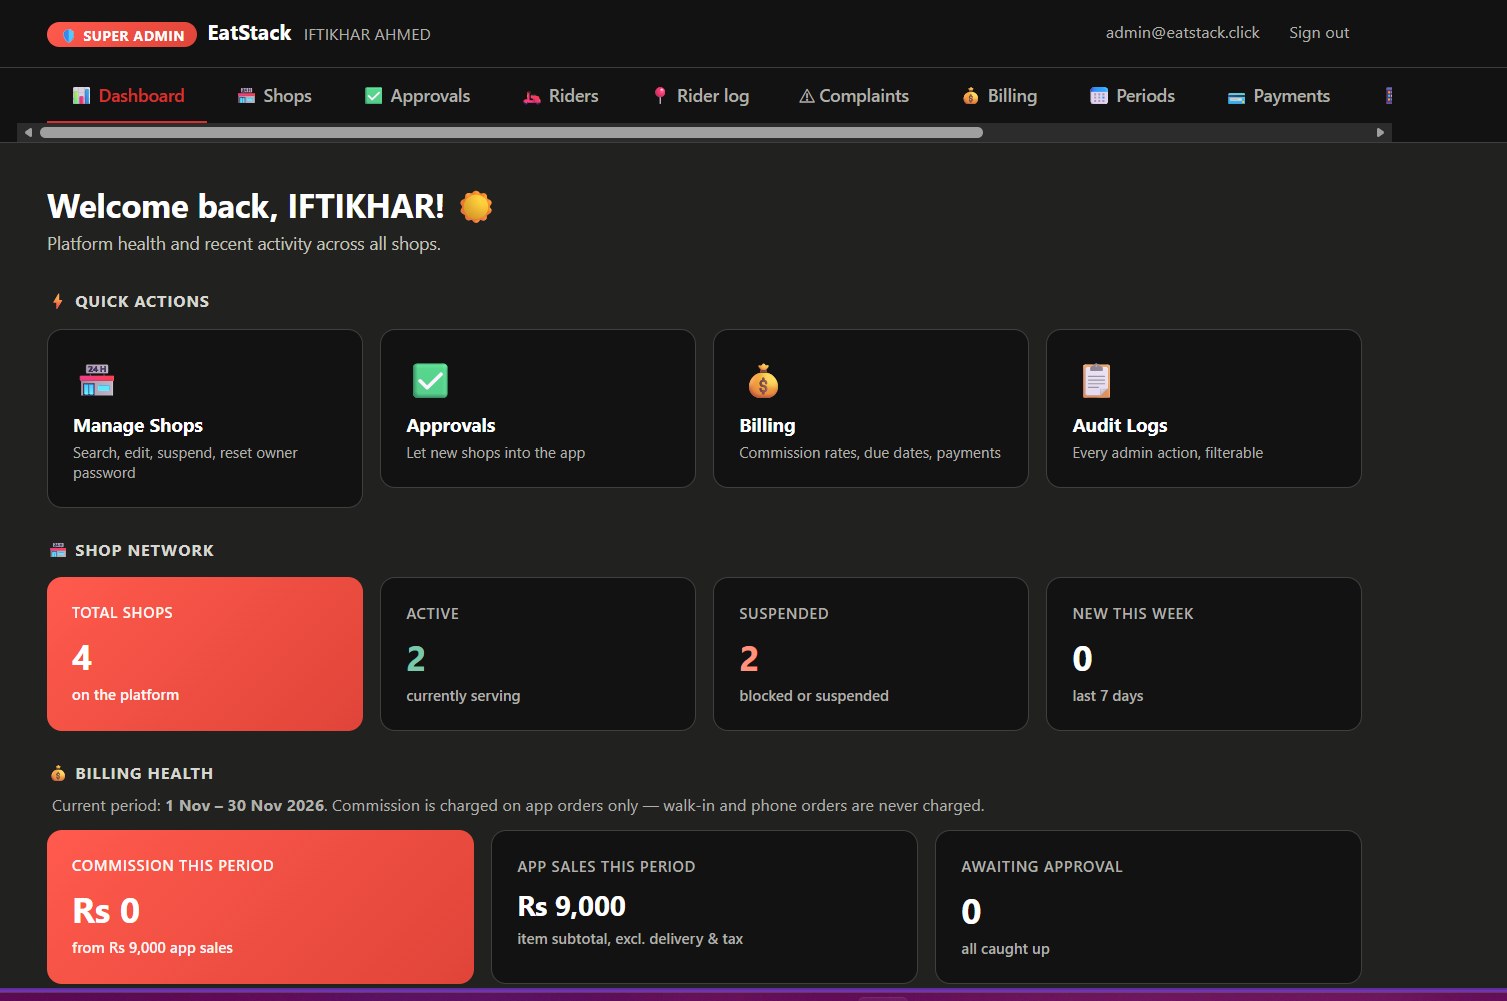 SUPER ADMIN EatStack IFTIKHAR AHMED admin@eatstack.click Sign out
Dashboard Shops Approvals Riders Rider log Complaints Billing Periods Payments
Welcome back, IFTIKHAR!
Platform health and recent activity across all shops.
QUICK ACTIONS
24 H
Manage Shops
Search, edit, suspend, reset owner
password
Approvals
Let new shops into the app
Billing
Commission rates, due dates, payments
Audit Logs
Every admin action, filterable
SHOP NETWORK
TOTAL SHOPS
4
on the platform
ACTIVE
2
currently serving
SUSPENDED
2
blocked or suspended
NEW THIS WEEK
0
last 7 days
BILLING HEALTH
Current period: 1 Nov – 30 Nov 2026. Commission is charged on app orders only — walk-in and phone orders are never charged.
COMMISSION THIS PERIOD
Rs 0
from Rs 9,000 app sales
APP SALES THIS PERIOD
Rs 9,000
item subtotal, excl. delivery & tax
AWAITING APPROVAL
0
all caught up